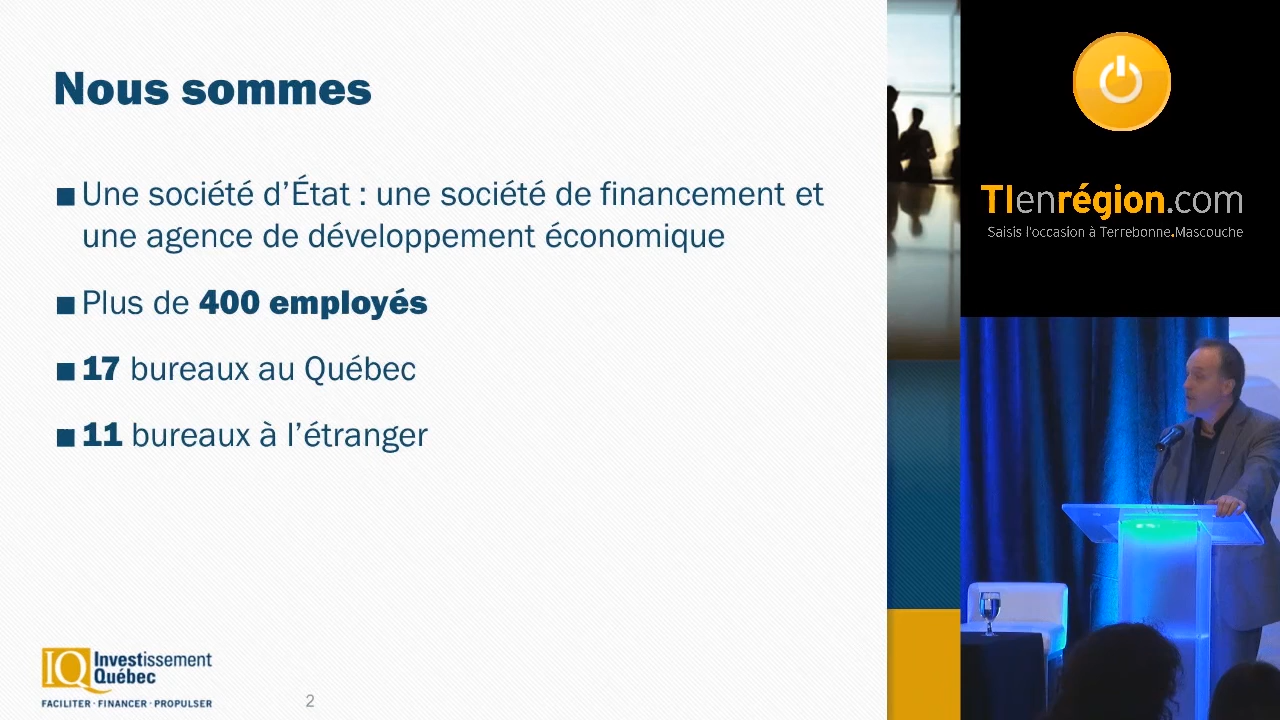 Nous sommes
■ Une société d’État : une société de financement et
une agence de développement économique
■ Plus de 400 employés
■ 17 bureaux au Québec
■ 11 bureaux à l’étranger
IQ Investissement
Québec
FACILITER · FINANCER · PROPULSER
2
TIenrégion.com
Saisis l'occasion à Terrebonne.Mascouche